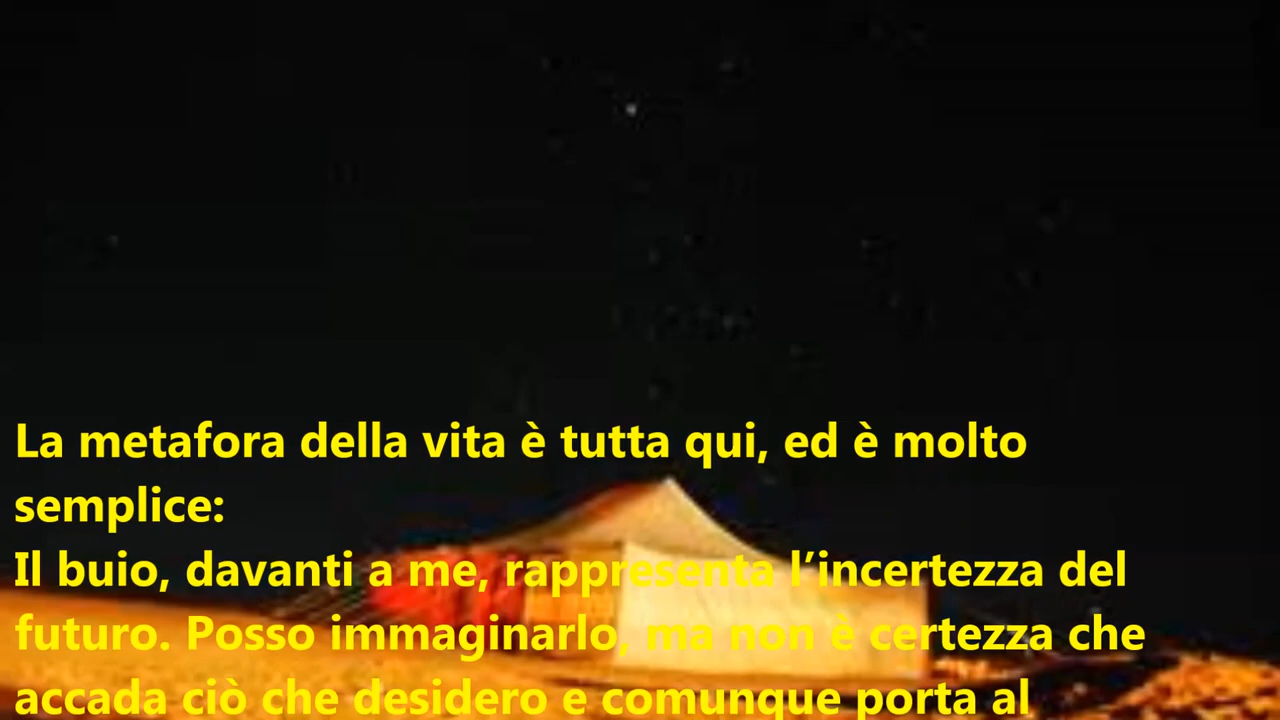 La metafora della vita è tutta qui, ed è molto
semplice:
Il buio, davanti a me, rappresenta l’incertezza del
futuro. Posso immaginarlo, ma non è certezza che
accada ciò che desidero e comunque porta al